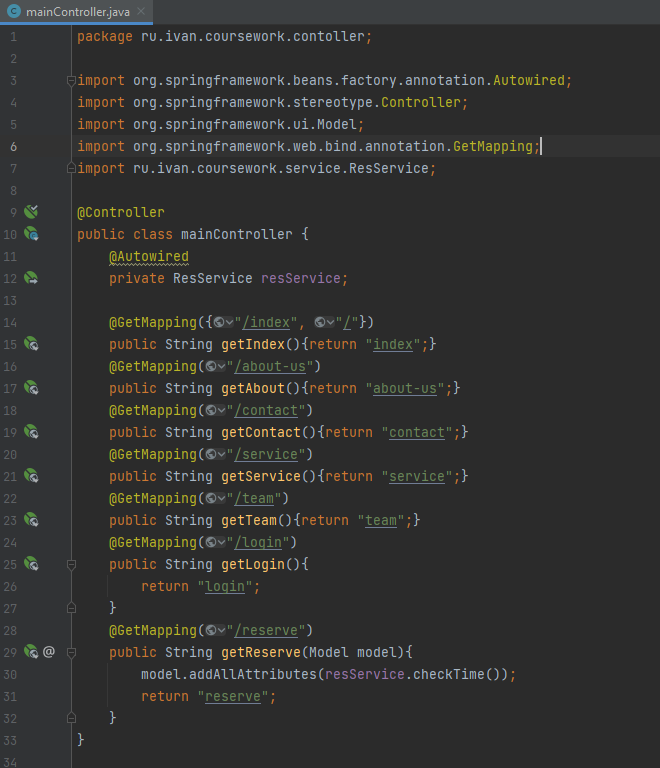 mainController.java
1 package ru.ivan.coursework.contoller;
2
3 import org.springframework.beans.factory.annotation.Autowired;
4 import org.springframework.stereotype.Controller;
5 import org.springframework.ui.Model;
6 import org.springframework.web.bind.annotation.GetMapping;
7 import ru.ivan.coursework.service.ResService;
8
9 @Controller
10 public class mainController {
11     @Autowired
12     private ResService resService;
13
14     @GetMapping({"/index", "/"})
15     public String getIndex(){return "index";}
16     @GetMapping("/about-us")
17     public String getAbout(){return "about-us";}
18     @GetMapping("/contact")
19     public String getContact(){return "contact";}
20     @GetMapping("/service")
21     public String getService(){return "service";}
22     @GetMapping("/team")
23     public String getTeam(){return "team";}
24     @GetMapping("/login")
25     public String getLogin(){
26         return "login";
27     }
28     @GetMapping("/reserve")
29 @ public String getReserve(Model model){
30         model.addAllAttributes(resService.checkTime());
31         return "reserve";
32     }
33 }
34